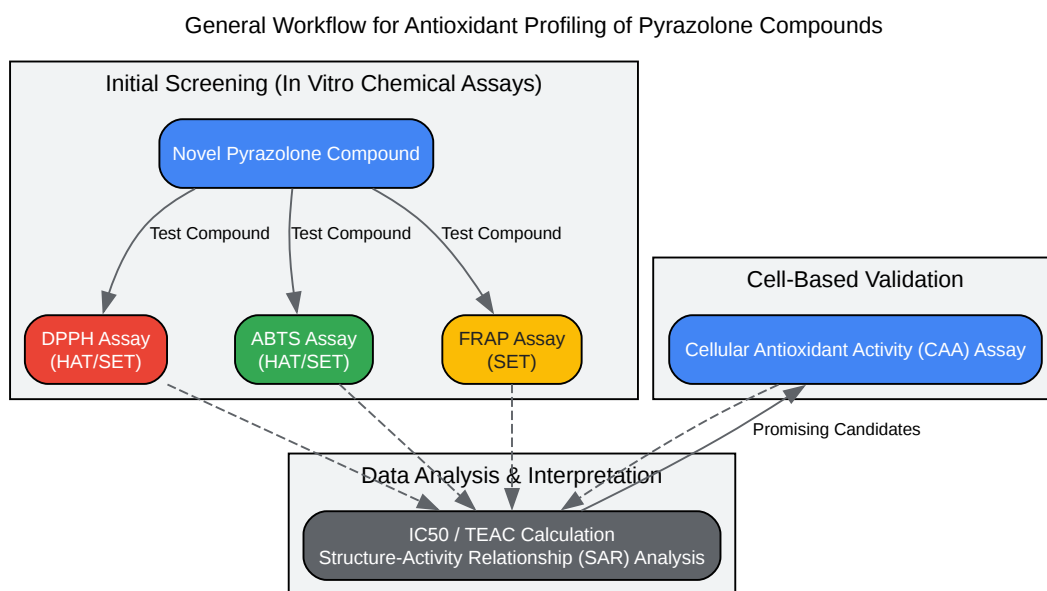 General Workflow for Antioxidant Profiling of Pyrazolone Compounds
Initial Screening (In Vitro Chemical Assays)
Novel Pyrazolone Compound
Test Compound
Test Compound
Test Compound
DPPH Assay
(HAT/SET)
ABTS Assay
(HAT/SET)
FRAP Assay
(SET)
Cell-Based Validation
Cellular Antioxidant Activity (CAA) Assay
Promising Candidates
Data Analysis & Interpretation
IC50 / TEAC Calculation
Structure-Activity Relationship (SAR) Analysis